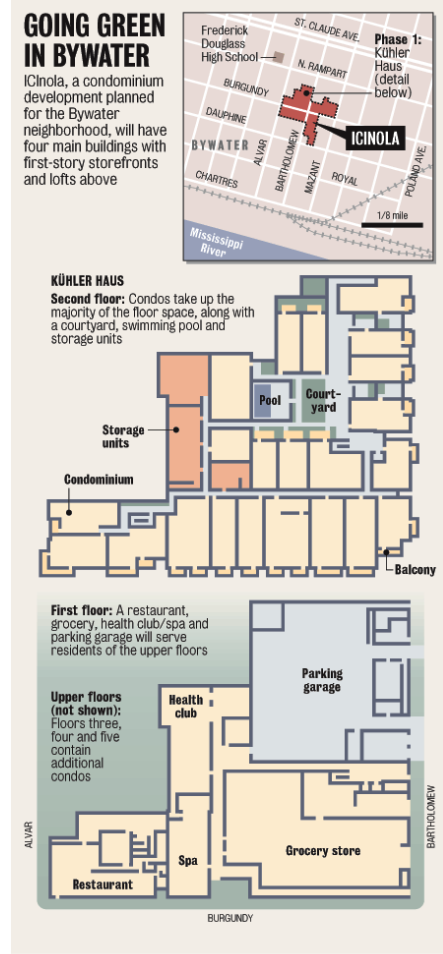 GOING GREEN
IN BYWATER
ICInola, a condominium
development planned
for the Bywater
neighborhood, will have
four main buildings with
first-story storefronts
and lofts above
Frederick
Douglass
High School
ST. CLAUDE AVE.
N. RAMPART
Phase 1:
Kühler
Haus
(detail
below)
BURGUNDY
DAUPHINE
BYWATER
ICINOLA
ALVAR
BARTHOLOMEW
MAZANT
ROYAL
POLAND AVE.
CHARTRES
1/8 mile
Mississippi
River
KÜHLER HAUS
Second floor: Condos take up the
majority of the floor space, along with
a courtyard, swimming pool and
storage units
Pool
Court-
yard
Storage
units
Condominium
Balcony
First floor: A restaurant,
grocery, health club/spa and
parking garage will serve
residents of the upper floors
Parking
garage
Upper floors
(not shown):
Floors three,
four and five
contain
additional
condos
Health
club
ALVAR
BARTHOLOMEW
Spa
Grocery store
Restaurant
BURGUNDY